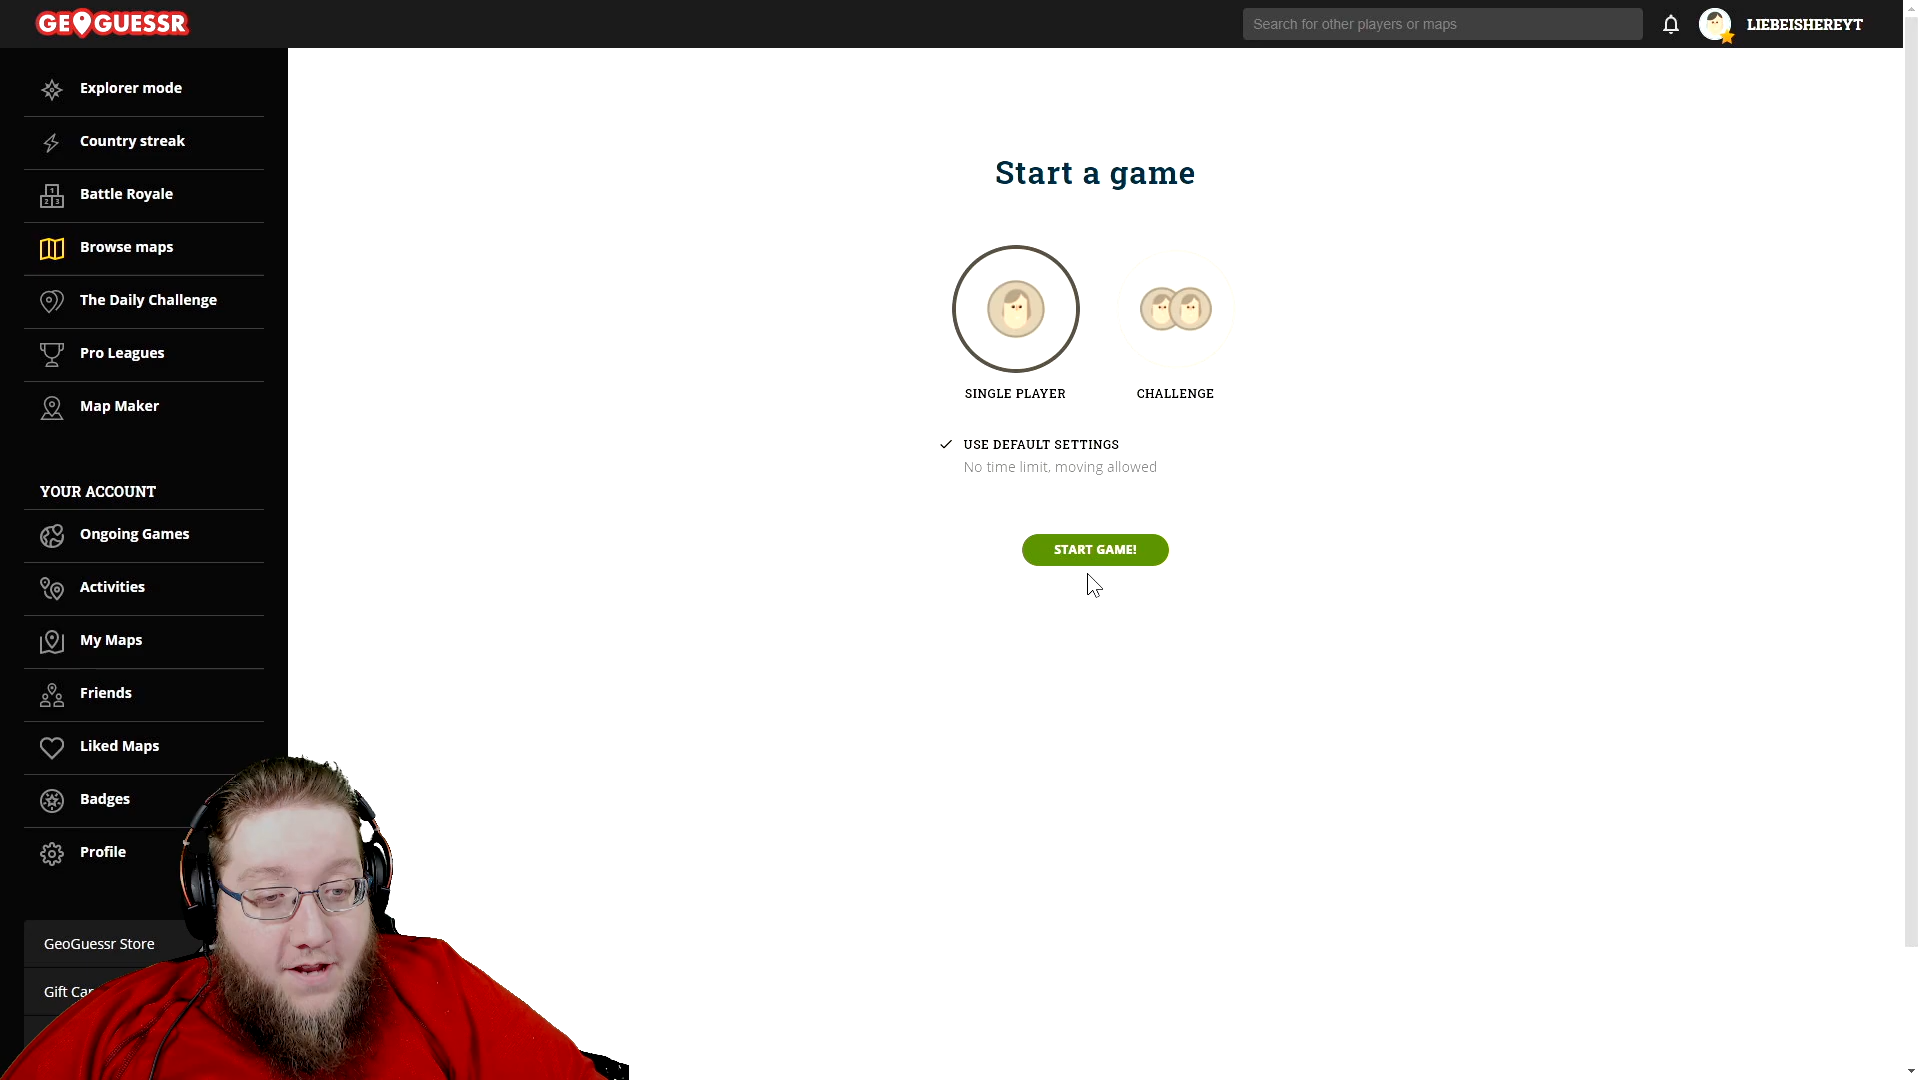 GEOGUESSR
Search for other players or maps
LIEBEISHEREYT
Explorer mode
Country streak
Battle Royale
Browse maps
The Daily Challenge
Pro Leagues
Map Maker
YOUR ACCOUNT
Ongoing Games
Activities
My Maps
Friends
Liked Maps
Badges
Profile
GeoGuessr Store
Gift
Start a game
SINGLE PLAYER
CHALLENGE
USE DEFAULT SETTINGS
No time limit, moving allowed
START GAME!